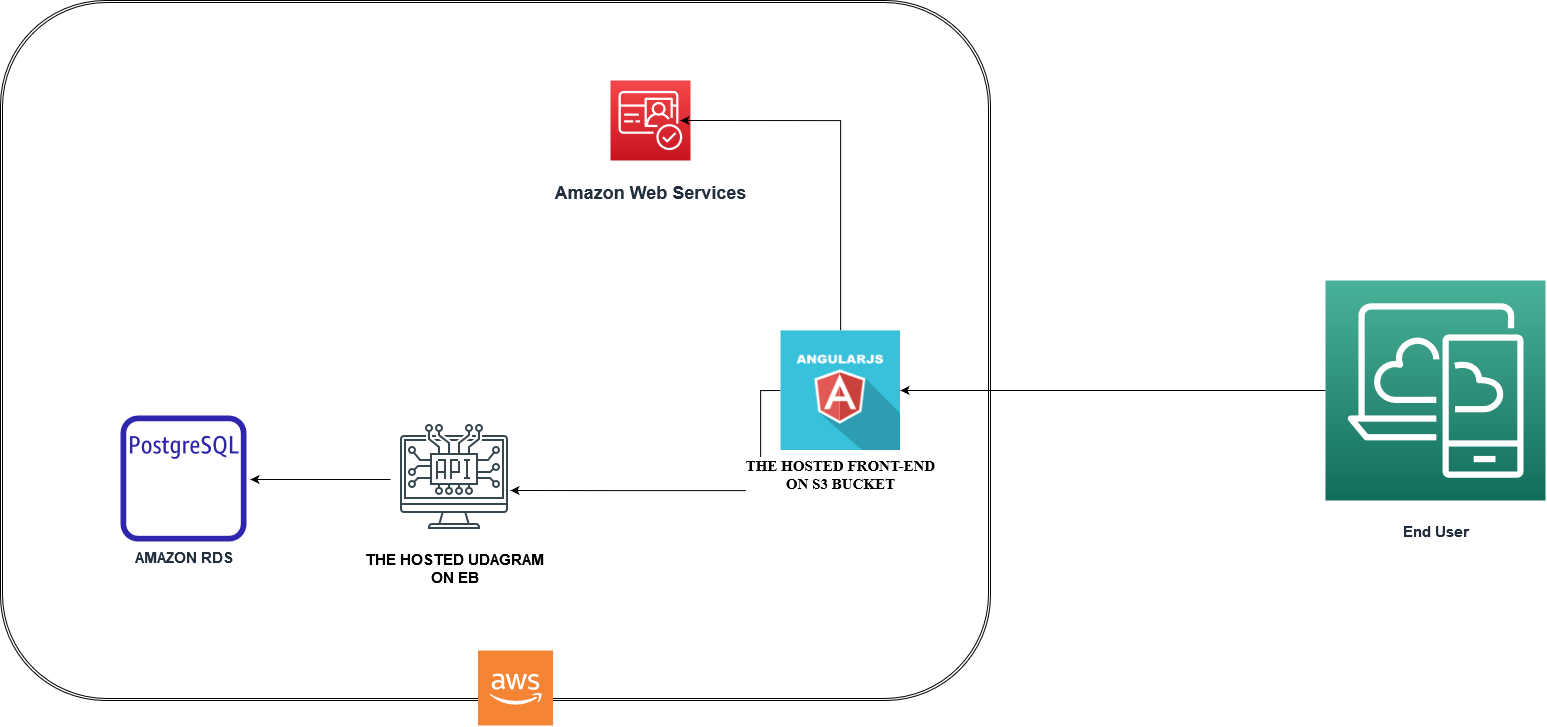 Amazon Web Services
ANGULARJS
A
THE HOSTED FRONT-END
ON S3 BUCKET
PostgreSQL
API
AMAZON RDS
THE HOSTED UDAGRAM
ON EB
End User
aws